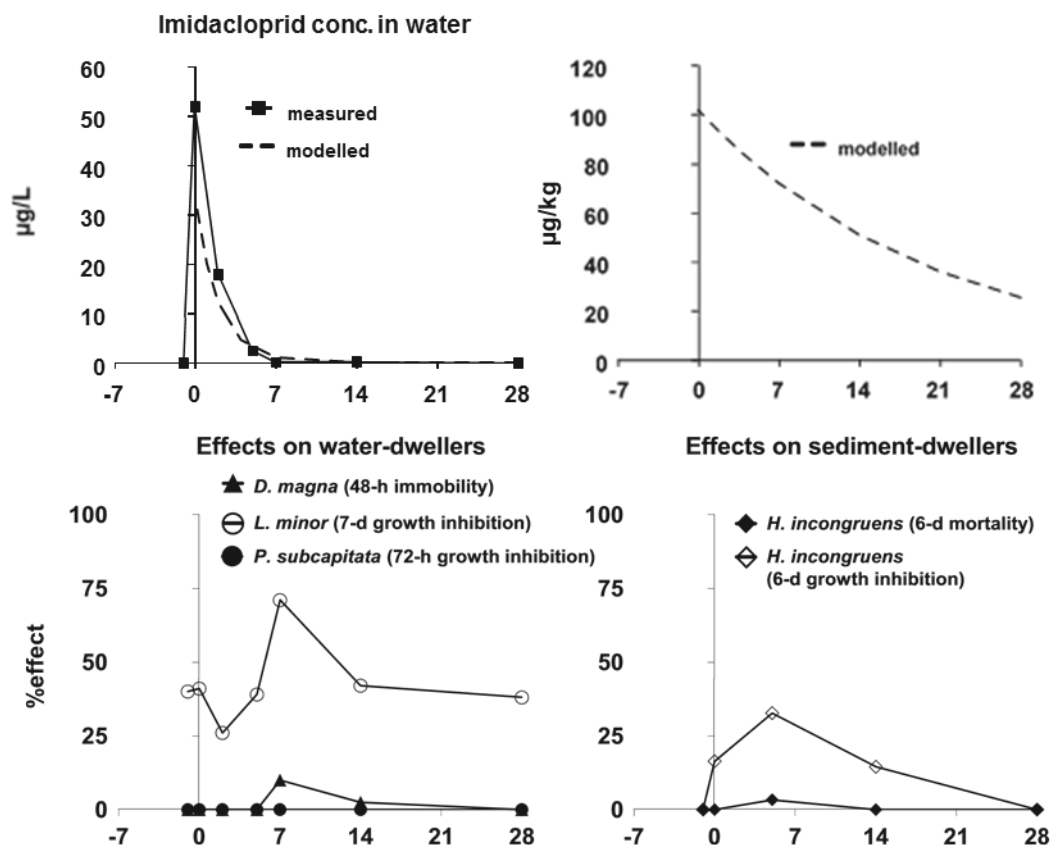 Imidacloprid conc. in water
60
50
40
30
20
10
0
µg/L
measured
modelled
-7 0 7 14 21 28
120
100
80
60
40
20
0
µg/kg
modelled
-7 0 7 14 21 28
Effects on water-dwellers
D. magna (48-h immobility)
L. minor (7-d growth inhibition)
P. subcapitata (72-h growth inhibition)
100
75
50
25
0
%effect
-7 0 7 14 21 28
Effects on sediment-dwellers
H. incongruens (6-d mortality)
H. incongruens
(6-d growth inhibition)
100
75
50
25
0
-7 0 7 14 21 28